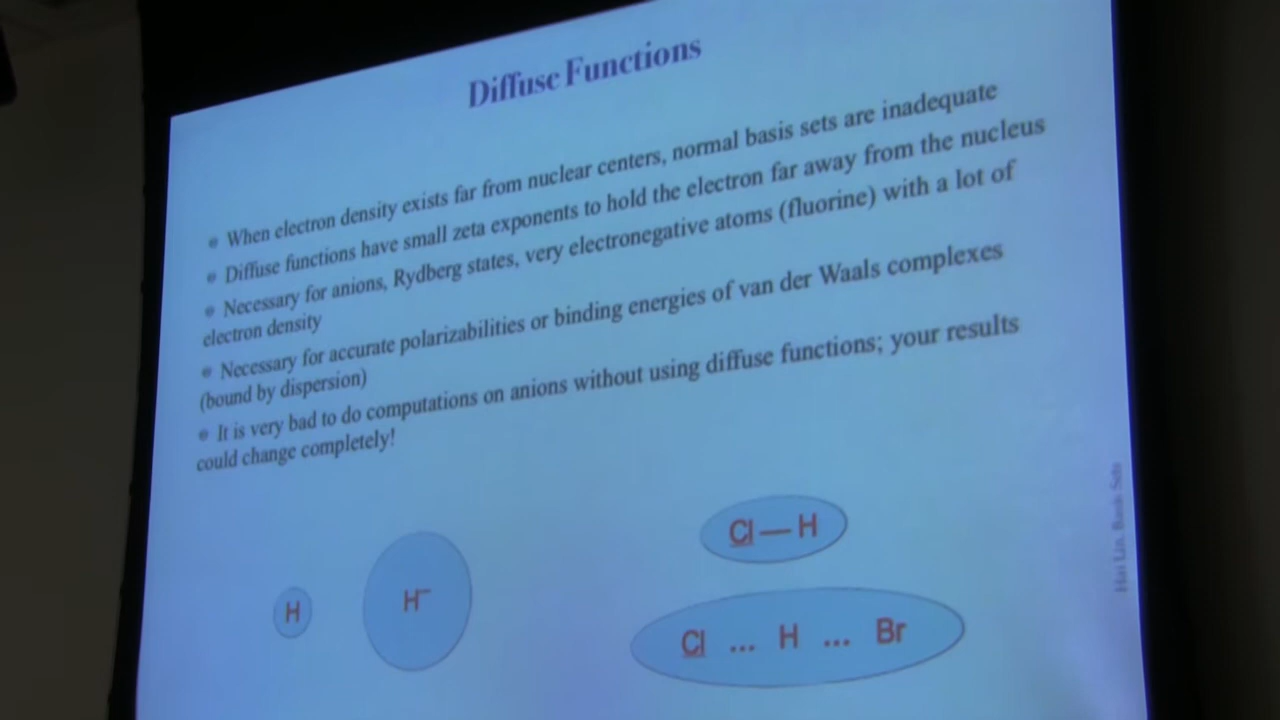 Diffuse Functions
When electron density exists far from nuclear centers, normal basis sets are inadequate
Diffuse functions have small zeta exponents to hold the electron far away from the nucleus
Necessary for anions, Rydberg states, very electronegative atoms (fluorine) with a lot of
electron density
Necessary for accurate polarizabilities or binding energies of van der Waals complexes
(bound by dispersion)
It is very bad to do computations on anions without using diffuse functions; your results
could change completely!
Cl — H
H H⁻
Cl ... H ... Br
Hai Lin, Basis Sets